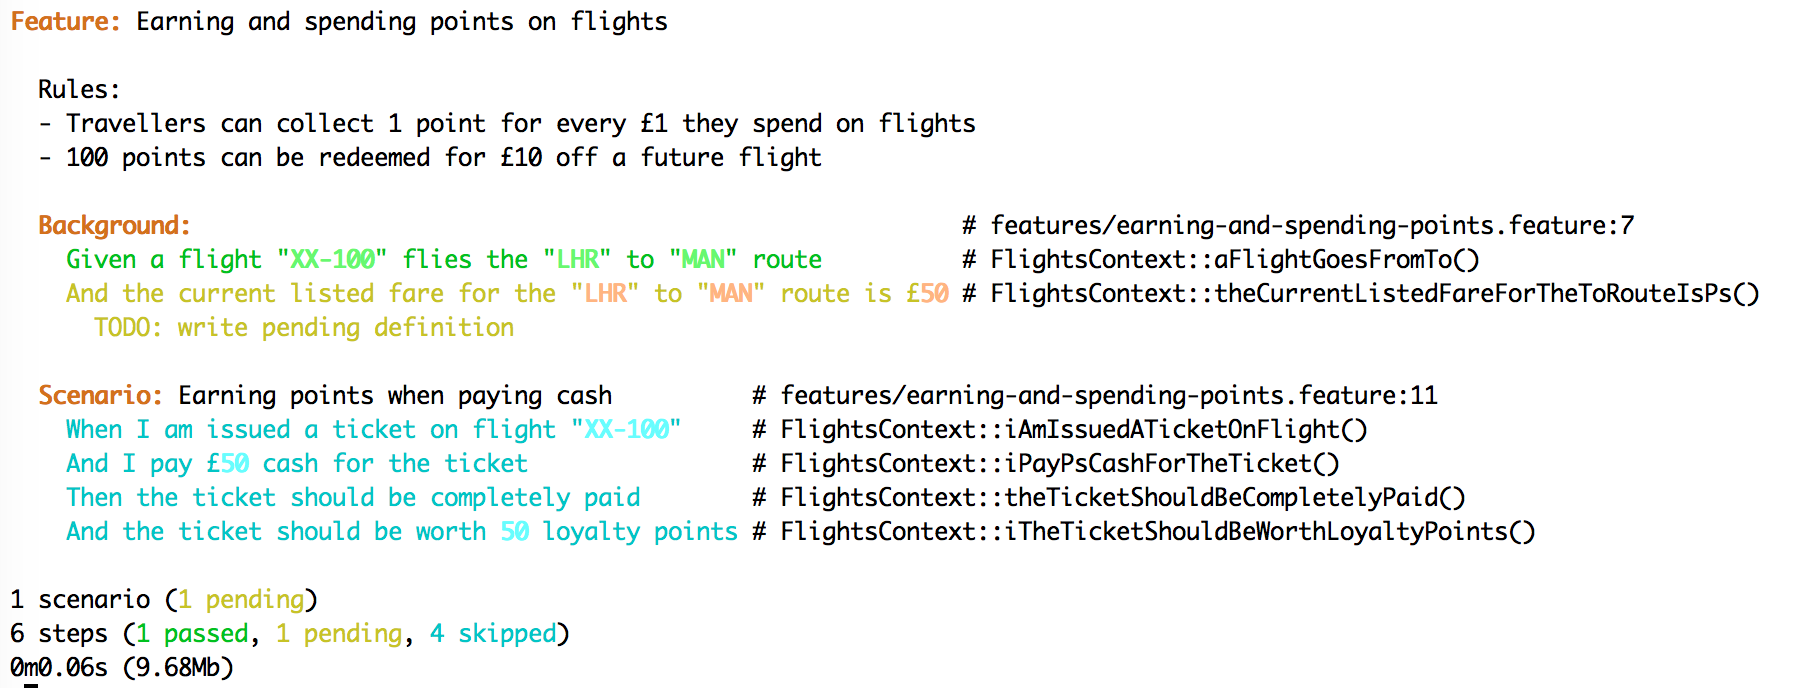 Feature: Earning and spending points on flights
Rules:
- Travellers can collect 1 point for every £1 they spend on flights
- 100 points can be redeemed for £10 off a future flight
Background: # features/earning-and-spending-points.feature:7
Given a flight "XX-100" flies the "LHR" to "MAN" route # FlightsContext::aFlightGoesFromTo()
And the current listed fare for the "LHR" to "MAN" route is £50 # FlightsContext::theCurrentListedFareForTheToRouteIsPs()
TODO: write pending definition
Scenario: Earning points when paying cash # features/earning-and-spending-points.feature:11
When I am issued a ticket on flight "XX-100" # FlightsContext::iAmIssuedATicketOnFlight()
And I pay £50 cash for the ticket # FlightsContext::iPayPsCashForTheTicket()
Then the ticket should be completely paid # FlightsContext::theTicketShouldBeCompletelyPaid()
And the ticket should be worth 50 loyalty points # FlightsContext::iTheTicketShouldBeWorthLoyaltyPoints()
1 scenario (1 pending)
6 steps (1 passed, 1 pending, 4 skipped)
0m0.06s (9.68Mb)